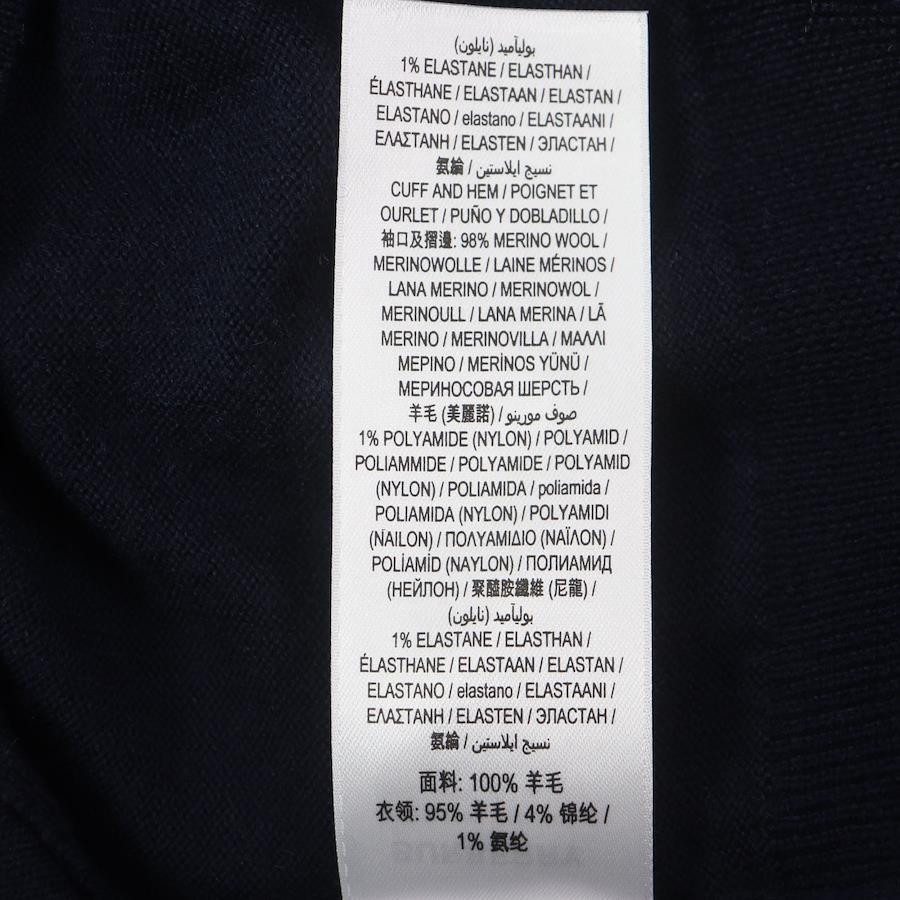 بوليآميد (نايلون)
1% ELASTANE / ELASTHAN /
ÉLASTHANE / ELASTAAN / ELASTAN /
ELASTANO / elastano / ELASTAANI /
ΕΛΑΣΤΑΝΗ / ELASTEN / ЭЛАСТАН /
氨綸 / نسيج ايلاستين
CUFF AND HEM / POIGNET ET
OURLET / PUÑO Y DOBLADILLO /
袖口及摺邊: 98% MERINO WOOL /
MERINOWOLLE / LAINE MÉRINOS /
LANA MERINO / MERINOWOL /
MERINOULL / LANA MERINA / LÃ
MERINO / MERINOVILLA / ΜΑΛΛΙ
ΜΕΡΙΝΟ / MERİNOS YÜNÜ /
МЕРИНОСОВАЯ ШЕРСТЬ /
羊毛 (美麗諾) / صوف مورينو
1% POLYAMIDE (NYLON) / POLYAMID /
POLIAMMIDE / POLYAMIDE / POLYAMID
(NYLON) / POLIAMIDA / poliamida /
POLIAMIDA (NYLON) / POLYAMIDI
(NAILON) / ΠΟΛΥΑΜΙΔΙΟ (ΝΑΪΛΟΝ) /
POLİAMİD (NAYLON) / ПОЛИАМИД
(НЕЙЛОН) / 聚醯胺纖維 (尼龍) /
بوليآميد (نايلون)
1% ELASTANE / ELASTHAN /
ÉLASTHANE / ELASTAAN / ELASTAN /
ELASTANO / elastano / ELASTAANI /
ΕΛΑΣΤΑΝΗ / ELASTEN / ЭЛАСТАН /
氨綸 / نسيج ايلاستين
面料: 100% 羊毛
衣领: 95% 羊毛 / 4% 锦纶 /
1% 氨纶